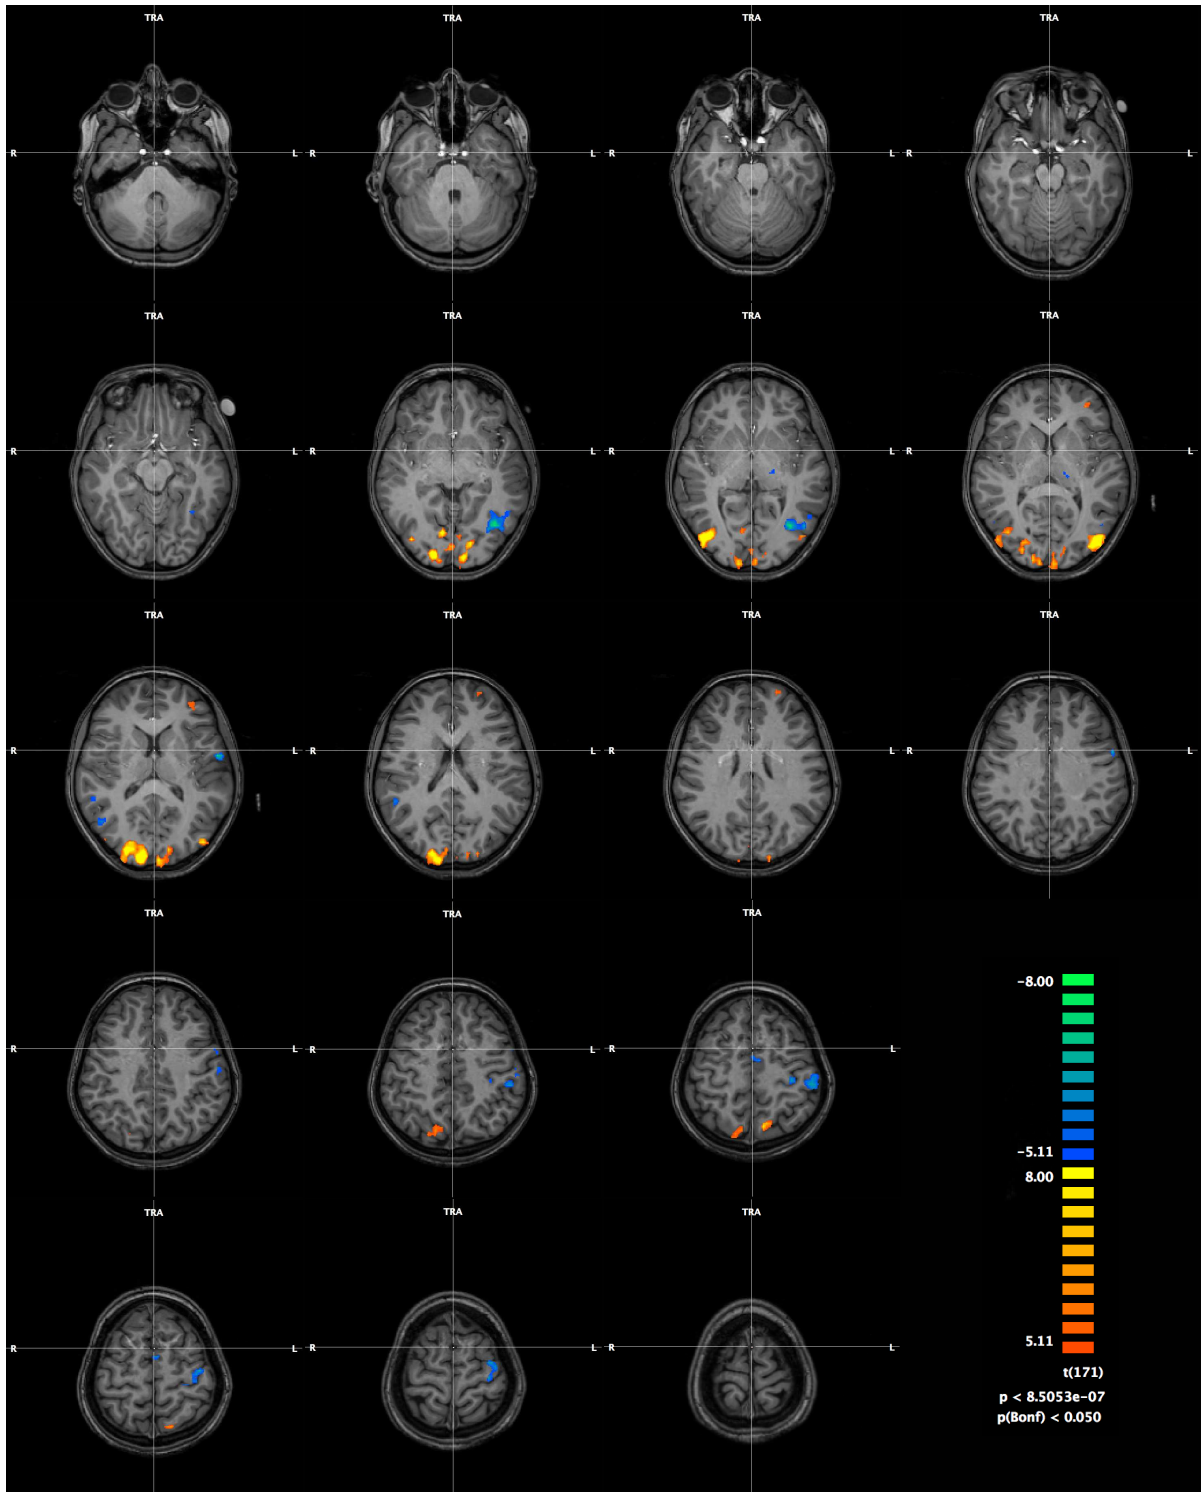 TRA TRA TRA TRA
R L R L R L R L
TRA TRA TRA TRA
R L R L R L R L
TRA TRA TRA TRA
R L R L R L R L
TRA TRA TRA
R L R L R L
−8.00
−5.11
8.00
5.11
t(171)
p < 8.5053e−07
p(Bonf) < 0.050
TRA TRA TRA
R L R L R L